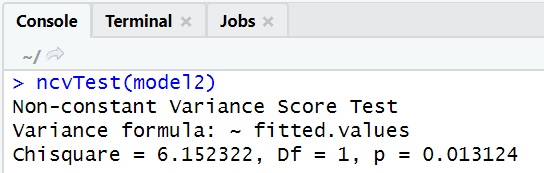 Console Terminal × Jobs ×
~/
> ncvTest(model2)
Non-constant Variance Score Test
Variance formula: ~ fitted.values
Chisquare = 6.152322, Df = 1, p = 0.013124